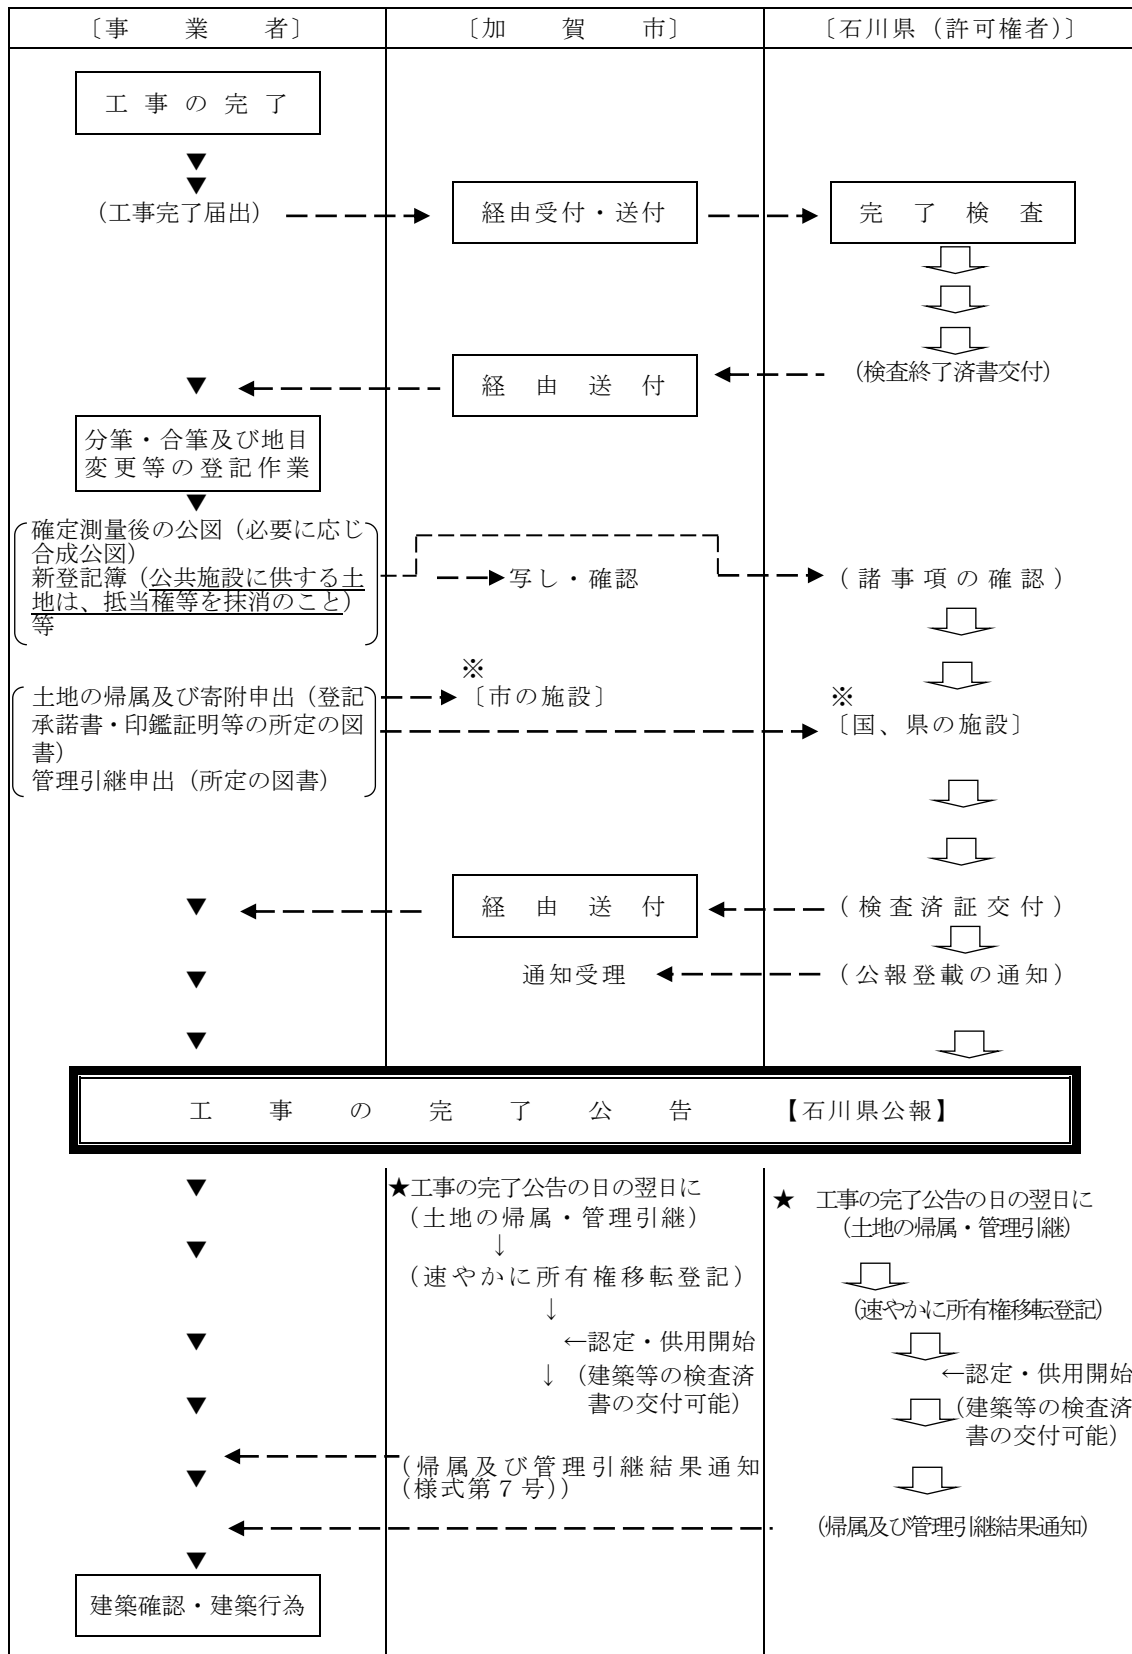 〔事　業　者〕
〔加　賀　市〕
〔石川県（許可権者）〕
工事の完了
▼
▼
（工事完了届出）
経由受付・送付
完了検査
（検査終了済書交付）
経由送付
▼
分筆・合筆及び地目
変更等の登記作業
▼
確定測量後の公図（必要に応じ
合成公図）
新登記簿（公共施設に供する土
地は、抵当権等を抹消のこと）
等
写し・確認
（諸事項の確認）
土地の帰属及び寄附申出（登記
承諾書・印鑑証明等の所定の図
書）
管理引継申出（所定の図書）
※
〔市の施設〕
※
〔国、県の施設〕
▼
経由送付
（検査済証交付）
▼
通知受理
（公報登載の通知）
▼
工事の完了公告　【石川県公報】
▼
★工事の完了公告の日の翌日に
（土地の帰属・管理引継）
↓
（速やかに所有権移転登記）
↓
←認定・供用開始
↓（建築等の検査済
書の交付可能）
（帰属及び管理引継結果通知
（様式第７号））
★　工事の完了公告の日の翌日に
（土地の帰属・管理引継）
（速やかに所有権移転登記）
←認定・供用開始
（建築等の検査済
書の交付可能）
（帰属及び管理引継結果通知）
▼
▼
▼
▼
▼
建築確認・建築行為